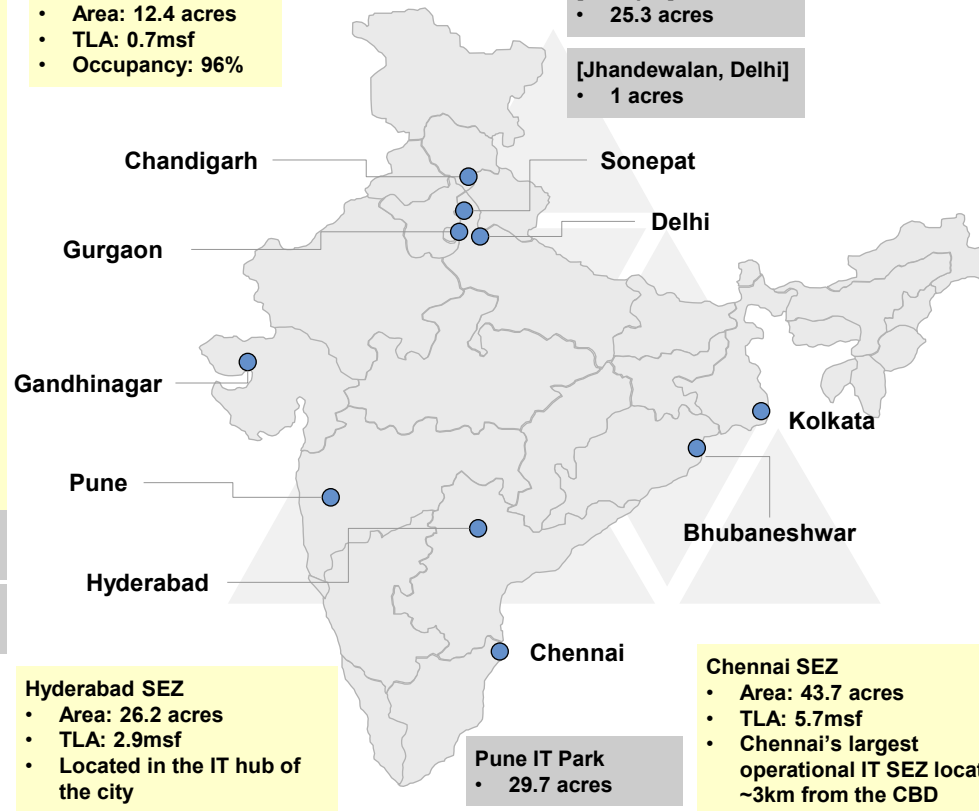 • Area: 12.4 acres
• TLA: 0.7msf
• Occupancy: 96%
• 25.3 acres
[Jhandewalan, Delhi]
• 1 acres
Chandigarh
Sonepat
Gurgaon
Delhi
Gandhinagar
Kolkata
Pune
Bhubaneshwar
Hyderabad
Chennai
Hyderabad SEZ
• Area: 26.2 acres
• TLA: 2.9msf
• Located in the IT hub of
the city
Pune IT Park
• 29.7 acres
Chennai SEZ
• Area: 43.7 acres
• TLA: 5.7msf
• Chennai's largest
operational IT SEZ
~3km from the CBD